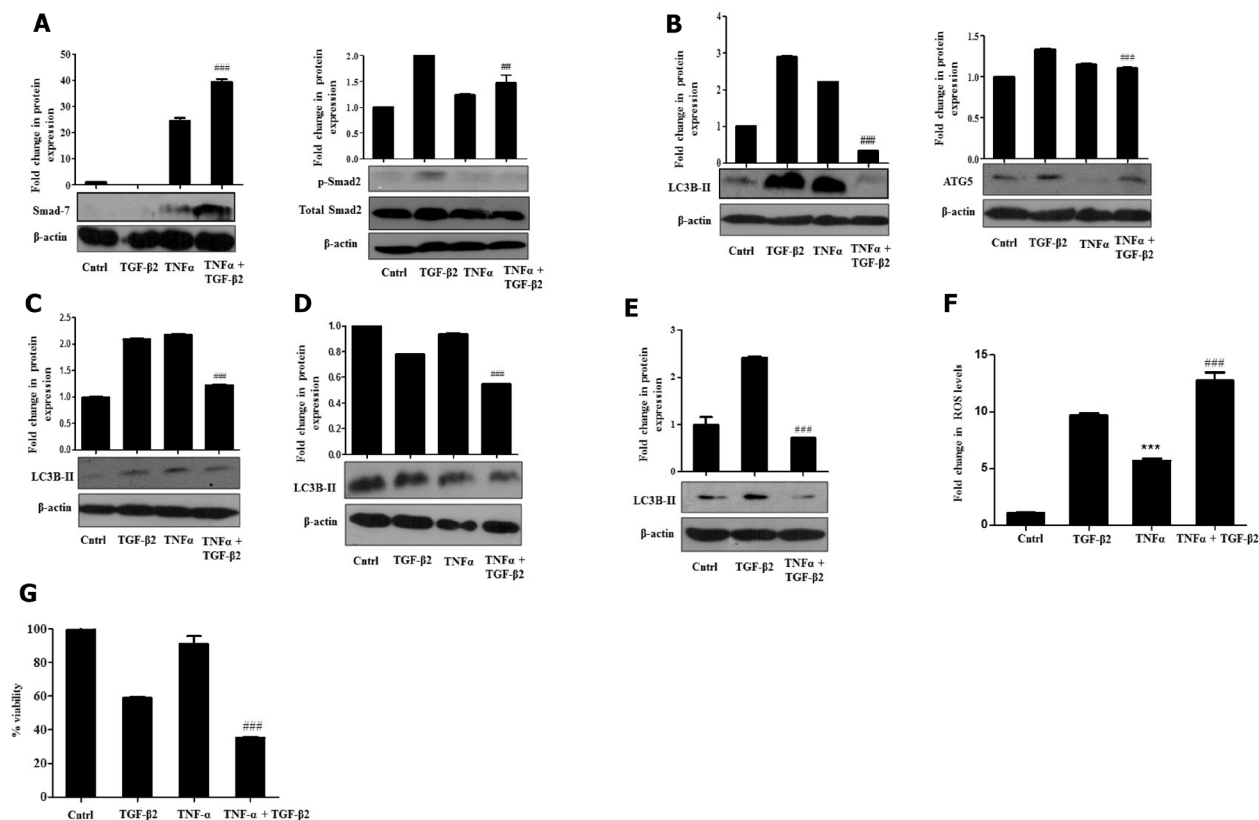 A
Fold change in protein
expression
50
40
30
20
10
0
###
Smad-7
β-actin
Cntrl TGF-β2 TNFα TNFα +
TGF-β2
Fold change in protein
expression
2.0
1.5
1.0
0.5
0.0
##
p-Smad2
Total Smad2
β-actin
Cntrl TGF-β2 TNFα TNFα +
TGF-β2
B
Fold change in protein
expression
4
3
2
1
0
###
LC3B-II
β-actin
Cntrl TGF-β2 TNFα TNFα +
TGF-β2
Fold change in protein
expression
1.5
1.0
0.5
0.0
###
ATG5
β-actin
Cntrl TGF-β2 TNFα TNFα +
TGF-β2
C
Fold change in protein
expression
2.5
2.0
1.5
1.0
0.5
0.0
###
LC3B-II
β-actin
Cntrl TGF-β2 TNFα TNFα +
TGF-β2
D
Fold change in protein
expression
1.0
0.8
0.6
0.4
0.2
0.0
###
LC3B-II
β-actin
Cntrl TGF-β2 TNFα TNFα +
TGF-β2
E
Fold change in protein
expression
3
2
1
0
###
LC3B-II
β-actin
Cntrl TGF-β2 TNFα +
TGF-β2
F
Fold change in ROS levels
15
10
5
0
***
###
Cntrl TGF-β2 TNFα TNFα + TGF-β2
G
% viability
100
80
60
40
20
0
###
Cntrl TGF-β2 TNF-α TNF-α + TGF-β2